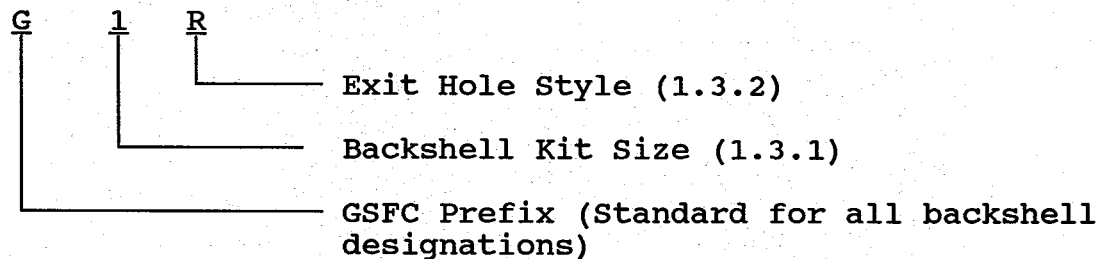 G 1 R
Exit Hole Style (1.3.2)
Backshell Kit Size (1.3.1)
GSFC Prefix (Standard for all backshell
designations)